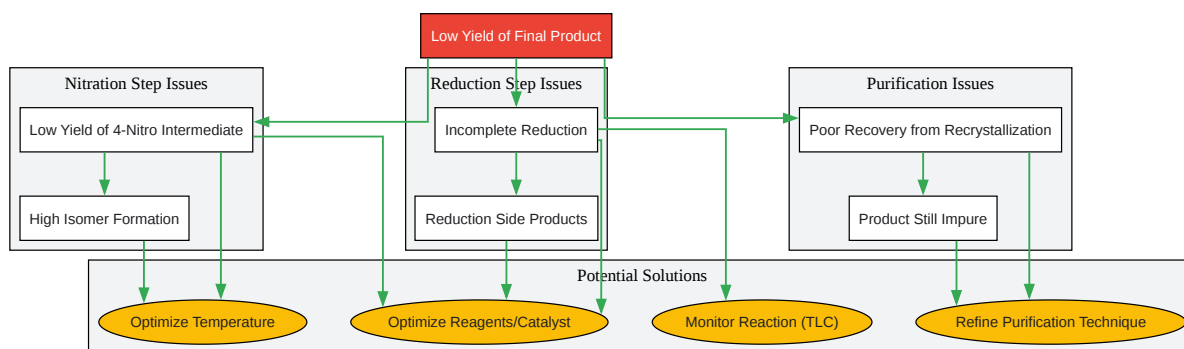 Low Yield of Final Product
Nitration Step Issues
Reduction Step Issues
Purification Issues
Low Yield of 4-Nitro Intermediate
Incomplete Reduction
Poor Recovery from Recrystallization
High Isomer Formation
Reduction Side Products
Product Still Impure
Potential Solutions
Optimize Temperature
Optimize Reagents/Catalyst
Monitor Reaction (TLC)
Refine Purification Technique